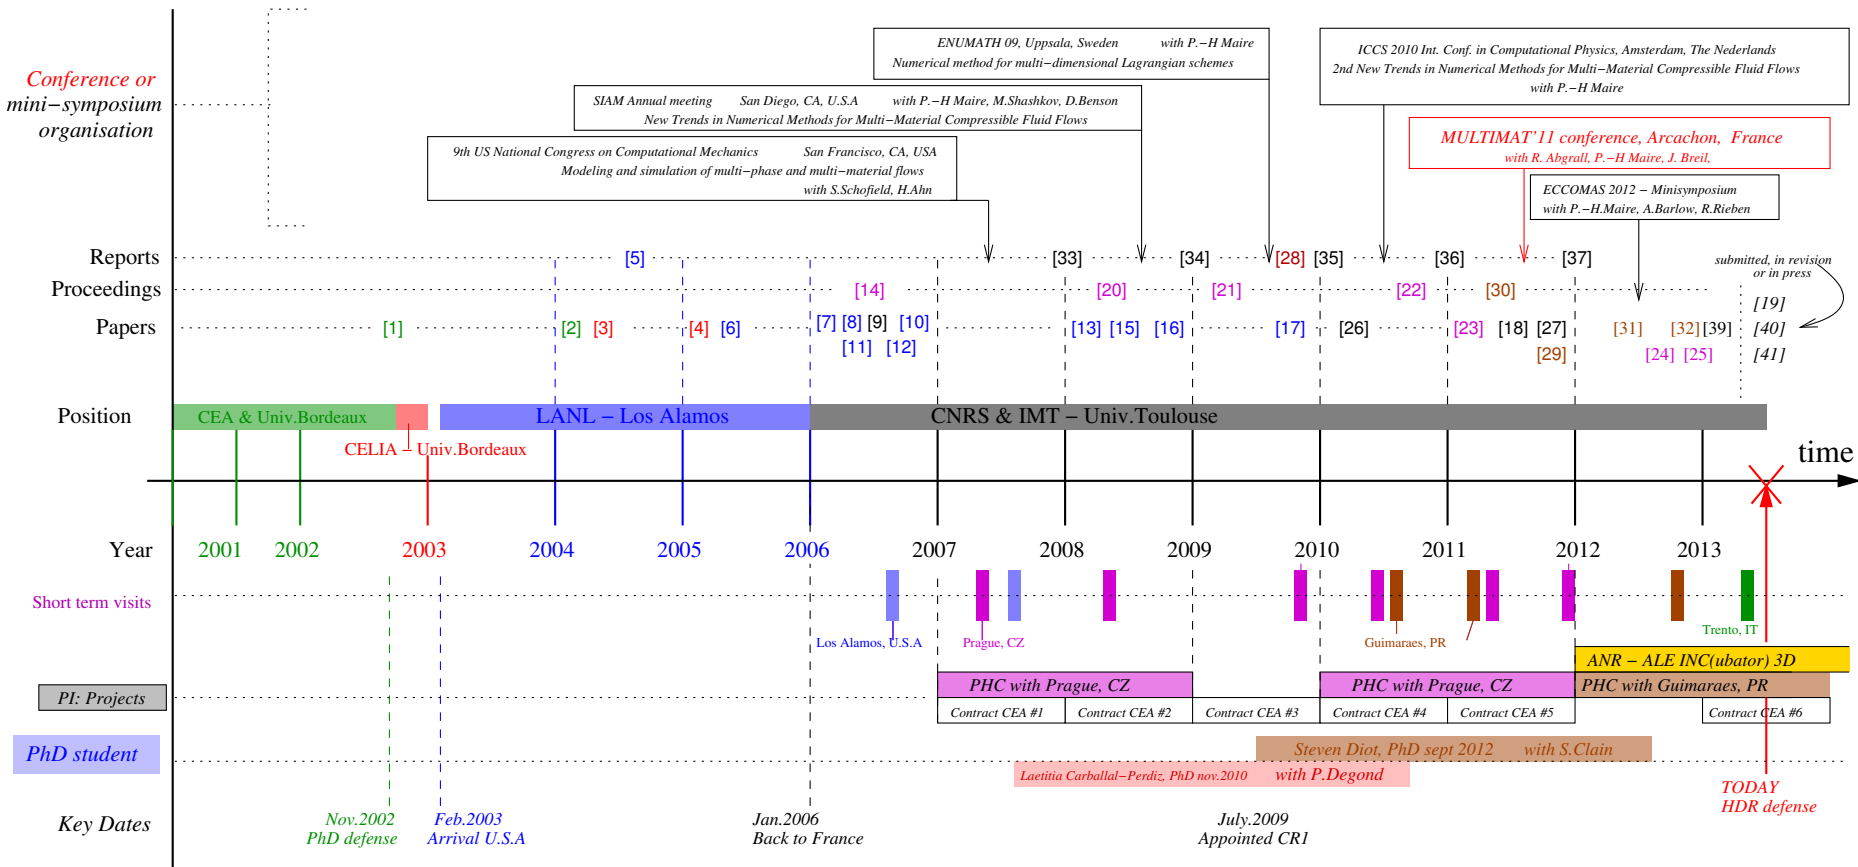 Conference or
mini−symposium
organisation
ENUMATH 09, Uppsala, Sweden with P.−H Maire
Numerical method for multi−dimensional Lagrangian schemes
ICCS 2010 Int. Conf. in Computational Physics, Amsterdam, The Nederlands
2nd New Trends in Numerical Methods for Multi−Material Compressible Fluid Flows
with P.−H Maire
SIAM Annual meeting San Diego, CA, U.S.A with P.−H Maire, M.Shashkov, D.Benson
New Trends in Numerical Methods for Multi−Material Compressible Fluid Flows
MULTIMAT'11 conference, Arcachon, France
with R. Abgrall, P.−H Maire, J. Breil,
9th US National Congress on Computational Mechanics San Francisco, CA, USA
Modeling and simulation of multi−phase and multi−material flows
with S.Schofield, H.Ahn
ECCOMAS 2012 − Minisymposium
with P.−H.Maire, A.Barlow, R.Rieben
Reports [5] [33] [34] [28] [35] [36] [37]
submitted, in revision
or in press
Proceedings [14] [20] [21] [22] [30]
Papers [1] [2] [3] [4] [6] [7] [8] [9] [10] [13] [15] [16] [17] [26] [23] [18] [27] [31] [32] [39]
[11] [12] [29] [24] [25]
[19]
[40]
[41]
Position CEA & Univ.Bordeaux LANL − Los Alamos CNRS & IMT − Univ.Toulouse
CELIA − Univ.Bordeaux
time
Year 2001 2002 2003 2004 2005 2006 2007 2008 2009 2010 2011 2012 2013
Short term visits
Los Alamos, U.S.A Prague, CZ Guimaraes, PR Trento, IT
ANR − ALE INC(ubator) 3D
PI: Projects PHC with Prague, CZ PHC with Prague, CZ PHC with Guimaraes, PR
Contract CEA #1 Contract CEA #2 Contract CEA #3 Contract CEA #4 Contract CEA #5 Contract CEA #6
PhD student Steven Diot, PhD sept 2012 with S.Clain
Laetitia Carballal−Perdiz, PhD nov.2010 with P.Degond
TODAY
HDR defense
Key Dates
Nov.2002
PhD defense
Feb.2003
Arrival U.S.A
Jan.2006
Back to France
July.2009
Appointed CR1